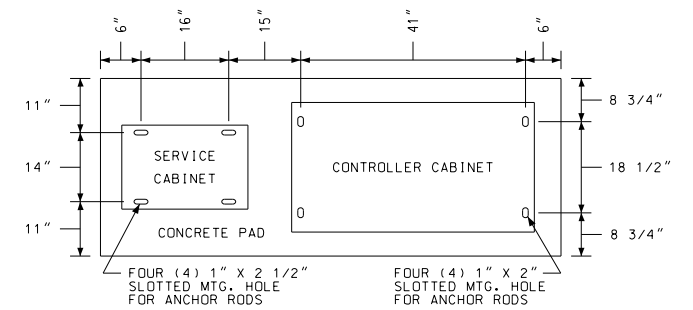 6" 16" 15" 41" 6"
11" 8 3/4"
SERVICE
CABINET
14" CONTROLLER CABINET 18 1/2"
11" CONCRETE PAD 8 3/4"
FOUR (4) 1" X 2 1/2"
SLOTTED MTG. HOLE
FOR ANCHOR RODS
FOUR (4) 1" X 2"
SLOTTED MTG. HOLE
FOR ANCHOR RODS